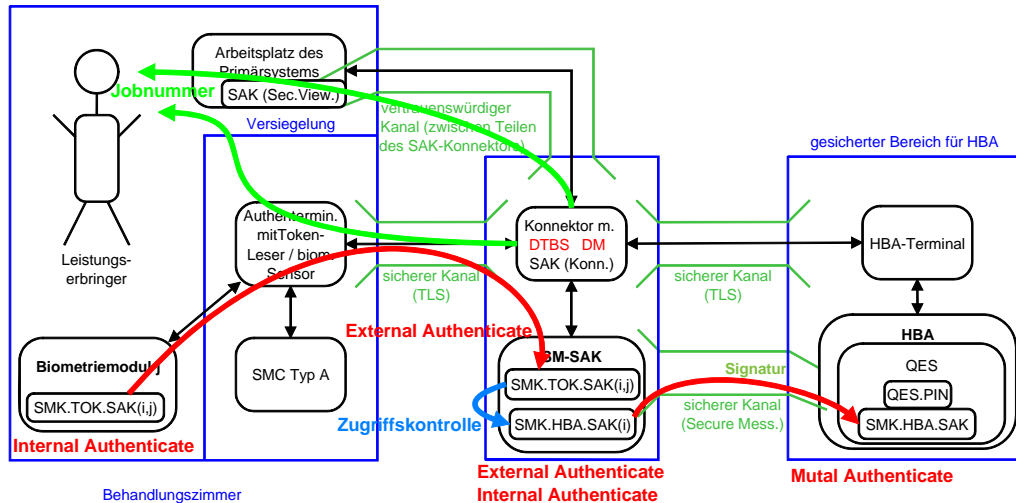 Arbeitsplatz des
Primärsystems
SAK (Sec.View.)
Jobnummer
Versiegelung
vertrauenswürdiger
Kanal (zwischen Teilen
des SAK-Konnektors)
gesicherter Bereich für HBA
Leistungs-
erbringer
Authentermin.
mitToken-
Leser / biom.
Sensor
sicherer Kanal
(TLS)
Konnektor m.
DTBS DM
SAK (Konn.)
sicherer Kanal
(TLS)
HBA-Terminal
External Authenticate
Biometriemodul j
SMK.TOK.SAK(i,j)
Internal Authenticate
SMC Typ A
BM-SAK
SMK.TOK.SAK(i,j)
SMK.HBA.SAK(i)
Zugriffskontrolle
Signatur
sicherer Kanal
(Secure Mess.)
HBA
QES
QES.PIN
SMK.HBA.SAK
External Authenticate
Internal Authenticate
Mutal Authenticate
Behandlungszimmer